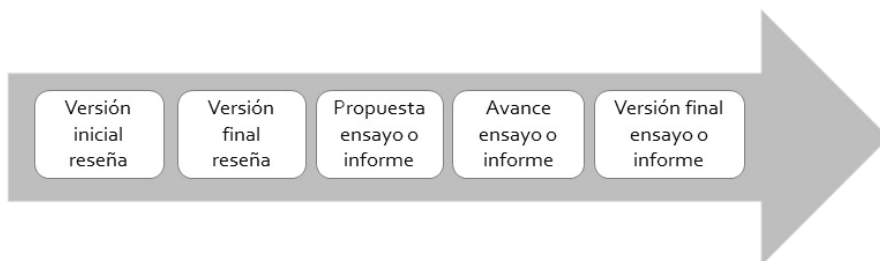 Versión
inicial
reseña
Versión
final
reseña
Propuesta
ensayo o
informe
Avance
ensayo o
informe
Versión final
ensayo o
informe